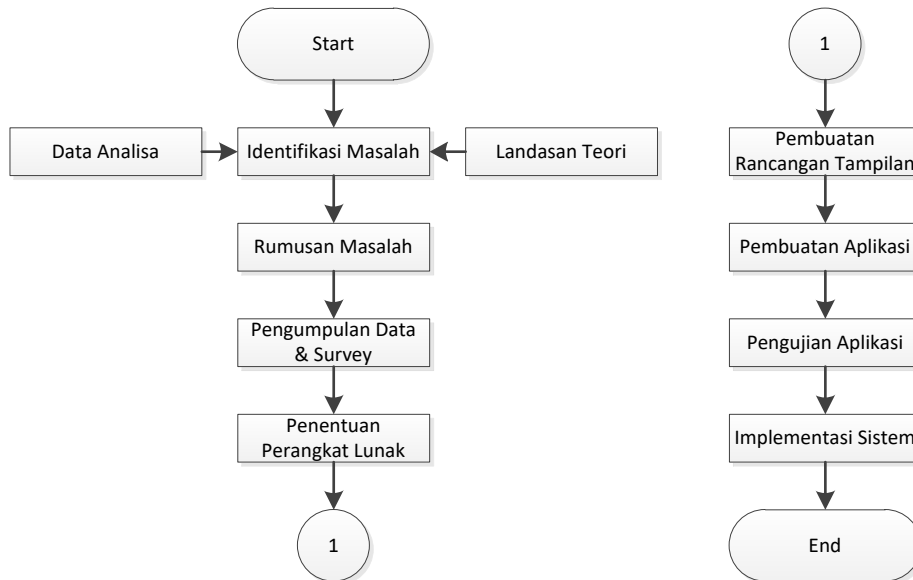 Start
Data Analisa
Identifikasi Masalah
Landasan Teori
Rumusan Masalah
Pengumpulan Data
& Survey
Penentuan
Perangkat Lunak
1
1
Pembuatan
Rancangan Tampilan
Pembuatan Aplikasi
Pengujian Aplikasi
Implementasi Sistem
End